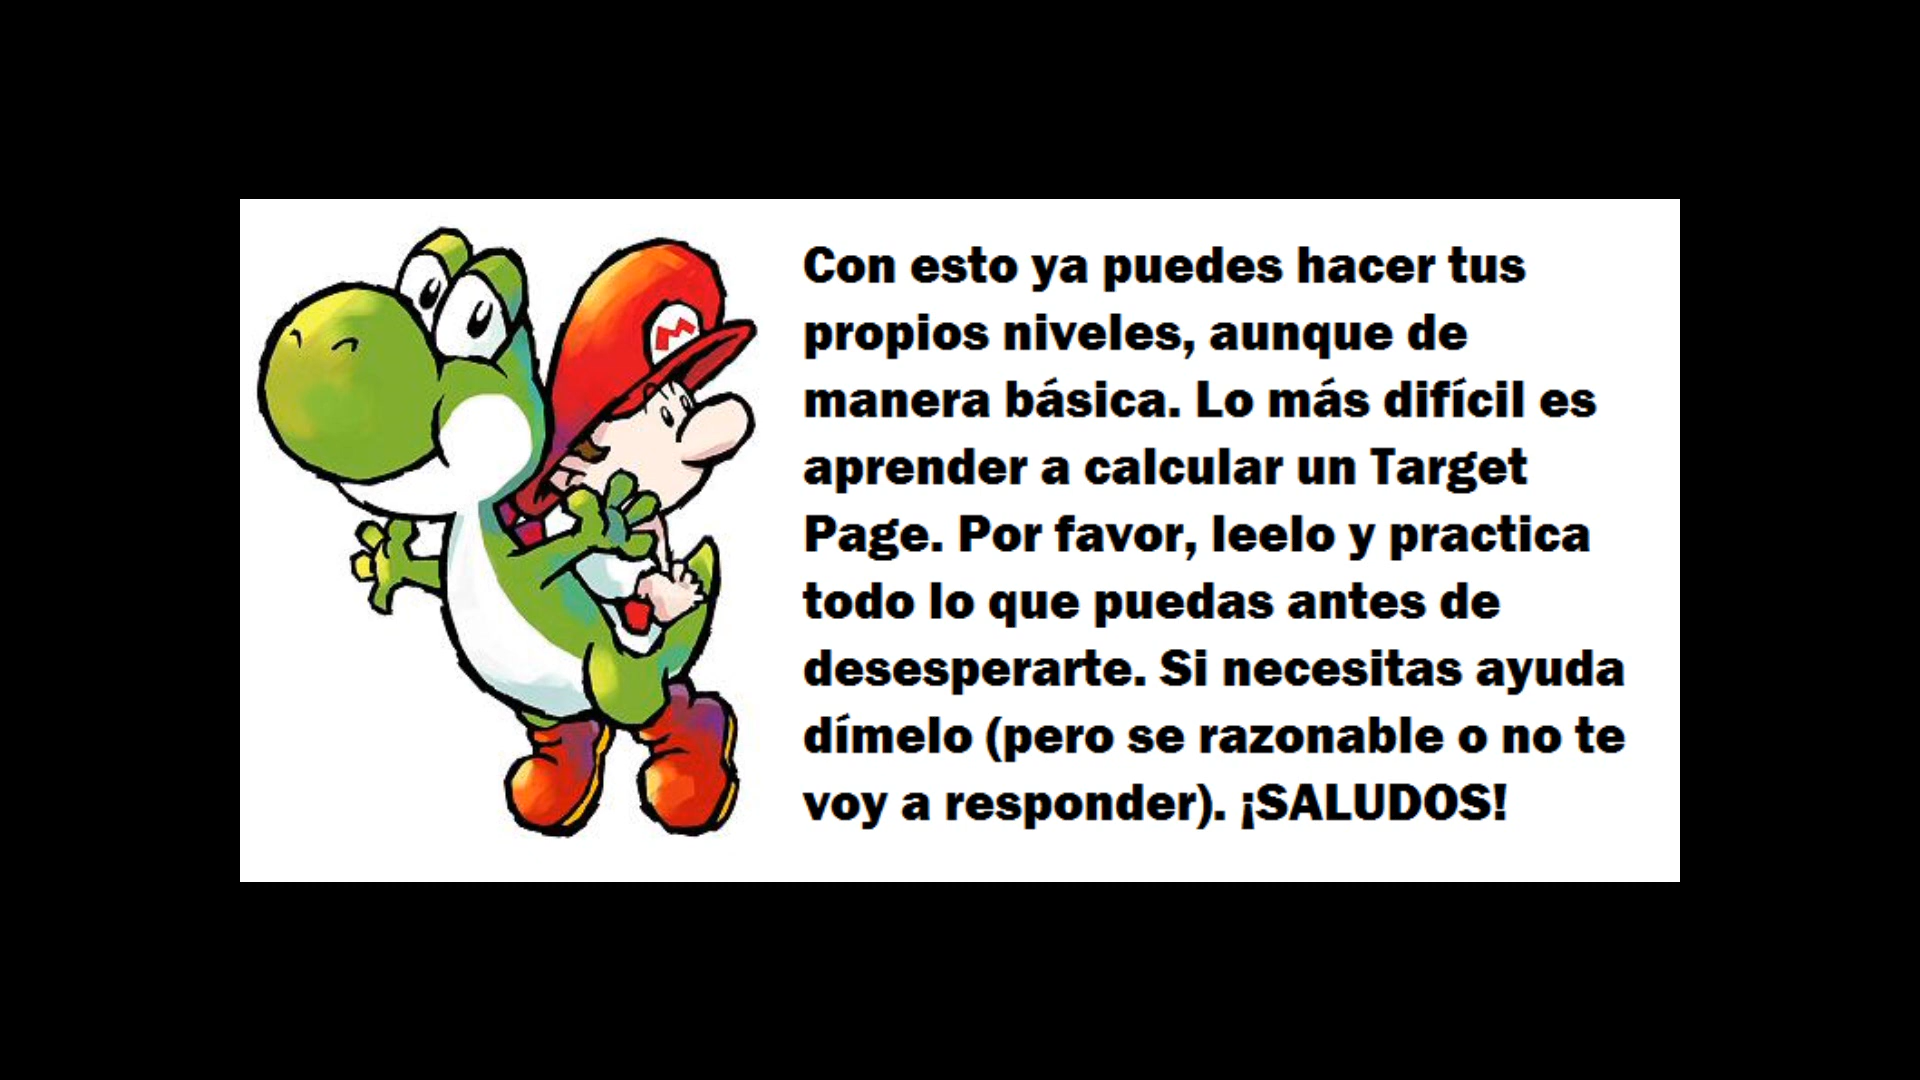 Con esto ya puedes hacer tus
propios niveles, aunque de
manera básica. Lo más difícil es
aprender a calcular un Target
Page. Por favor, leelo y practica
todo lo que puedas antes de
desesperarte. Si necesitas ayuda
dímelo (pero se razonable o no te
voy a responder). ¡SALUDOS!
M